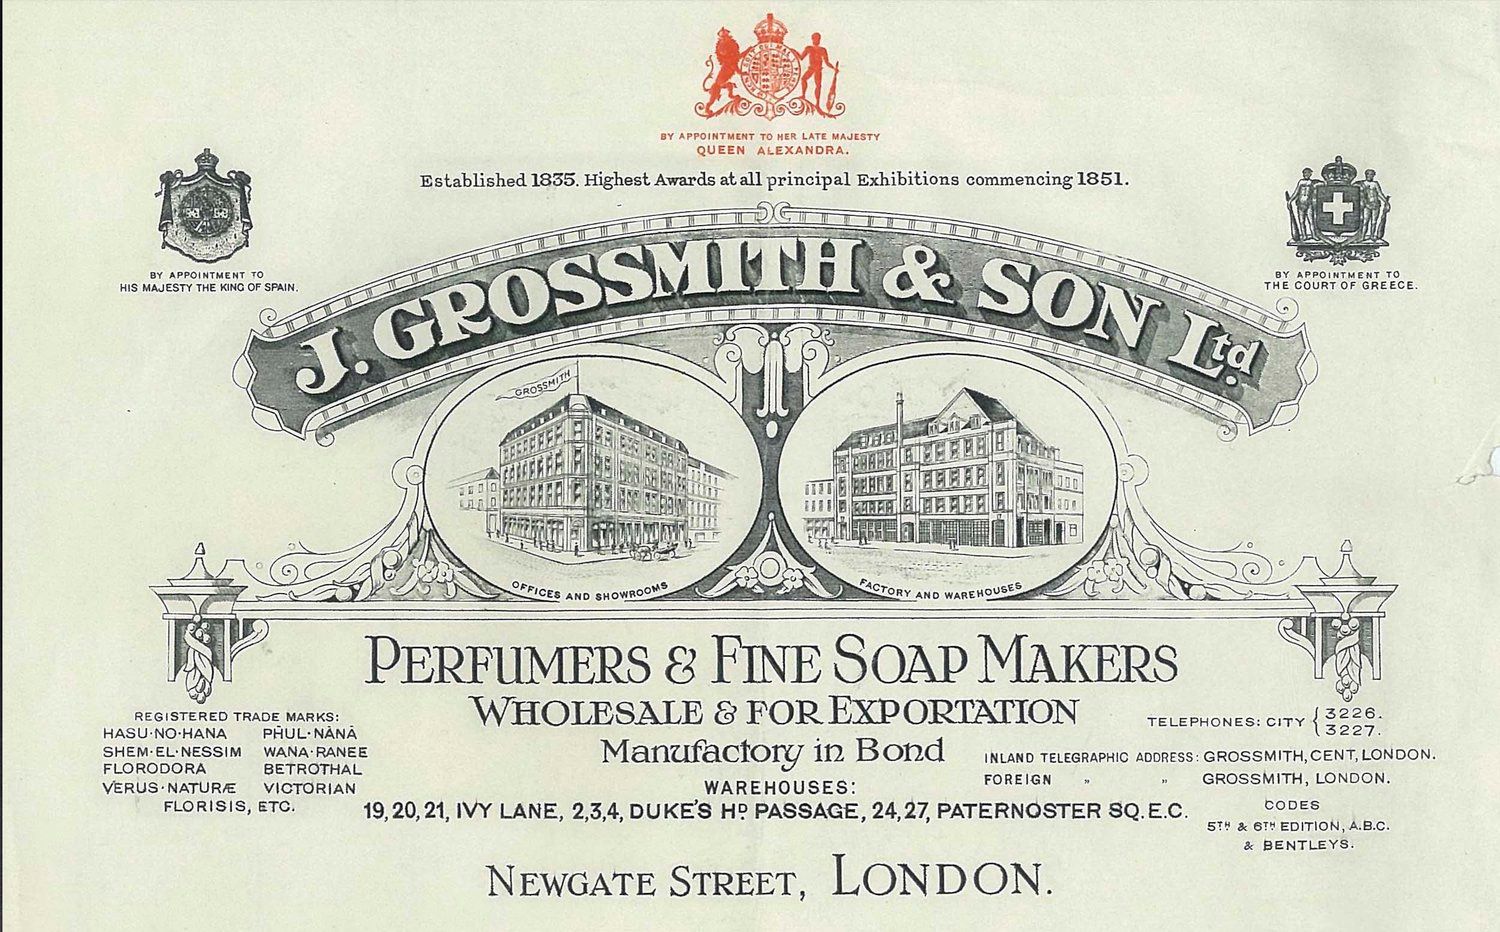 BY APPOINTMENT TO HER LATE MAJESTY
QUEEN ALEXANDRA.
Established 1835. Highest Awards at all principal Exhibitions commencing 1851.
BY APPOINTMENT TO
HIS MAJESTY THE KING OF SPAIN.
BY APPOINTMENT TO
THE COURT OF GREECE.
J. GROSSMITH & SON Ltd.
GROSSMITH
OFFICES AND SHOWROOMS
FACTORY AND WAREHOUSES
PERFUMERS & FINE SOAP MAKERS
WHOLESALE & FOR EXPORTATION
Manufactory in Bond
WAREHOUSES:
19, 20, 21, IVY LANE, 2, 3, 4, DUKE'S HD. PASSAGE, 24, 27, PATERNOSTER SQ. E.C.
NEWGATE STREET, LONDON.
REGISTERED TRADE MARKS:
HASU·NO·HANA PHUL·NÂNÂ
SHEM·EL·NESSIM WANA·RANEE
FLORODORA BETROTHAL
VERUS·NATURÆ VICTORIAN
FLORISIS, ETC.
TELEPHONES: CITY { 3226.
3227.
INLAND TELEGRAPHIC ADDRESS: GROSSMITH, CENT, LONDON.
FOREIGN " " GROSSMITH, LONDON.
CODES
5TH & 6TH EDITION, A.B.C.
& BENTLEYS.